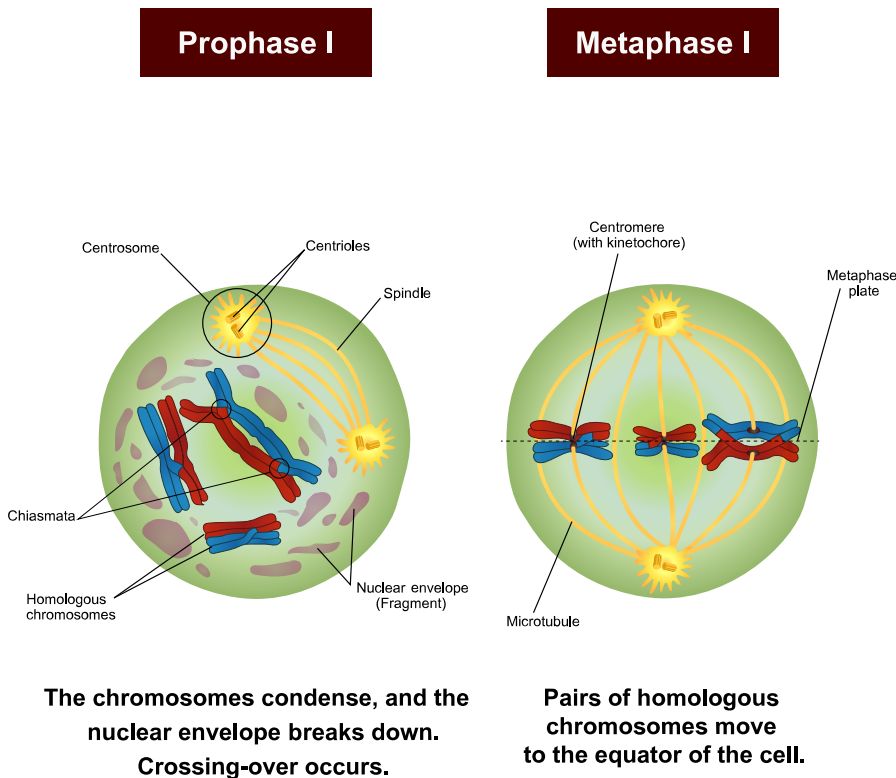 Prophase I
Metaphase I
Centrosome
Centrioles
Spindle
Chiasmata
Homologous
chromosomes
Nuclear envelope
(Fragment)
Centromere
(with kinetochore)
Metaphase
plate
Microtubule
The chromosomes condense, and the
nuclear envelope breaks down.
Crossing-over occurs.
Pairs of homologous
chromosomes move
to the equator of the cell.